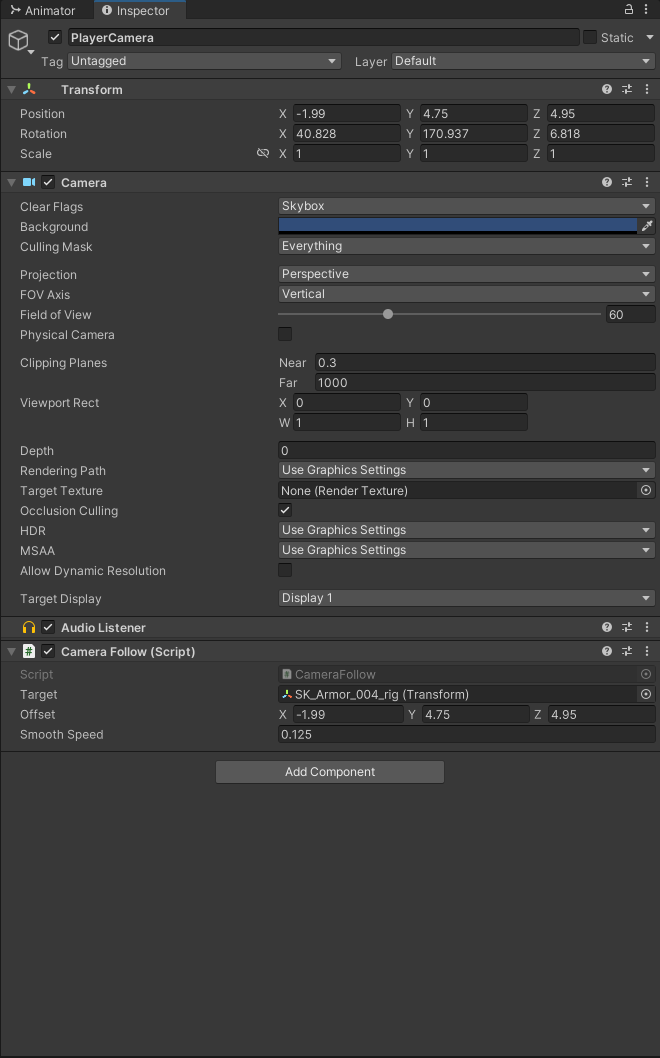 Animator Inspector
PlayerCamera Static
Tag Untagged Layer Default
Transform
Position X -1.99 Y 4.75 Z 4.95
Rotation X 40.828 Y 170.937 Z 6.818
Scale X 1 Y 1 Z 1
Camera
Clear Flags Skybox
Background
Culling Mask Everything
Projection Perspective
FOV Axis Vertical
Field of View 60
Physical Camera
Clipping Planes Near 0.3
Far 1000
Viewport Rect X 0 Y 0
W 1 H 1
Depth 0
Rendering Path Use Graphics Settings
Target Texture None (Render Texture)
Occlusion Culling
HDR Use Graphics Settings
MSAA Use Graphics Settings
Allow Dynamic Resolution
Target Display Display 1
Audio Listener
# Camera Follow (Script)
Script CameraFollow
Target SK_Armor_004_rig (Transform)
Offset X -1.99 Y 4.75 Z 4.95
Smooth Speed 0.125
Add Component